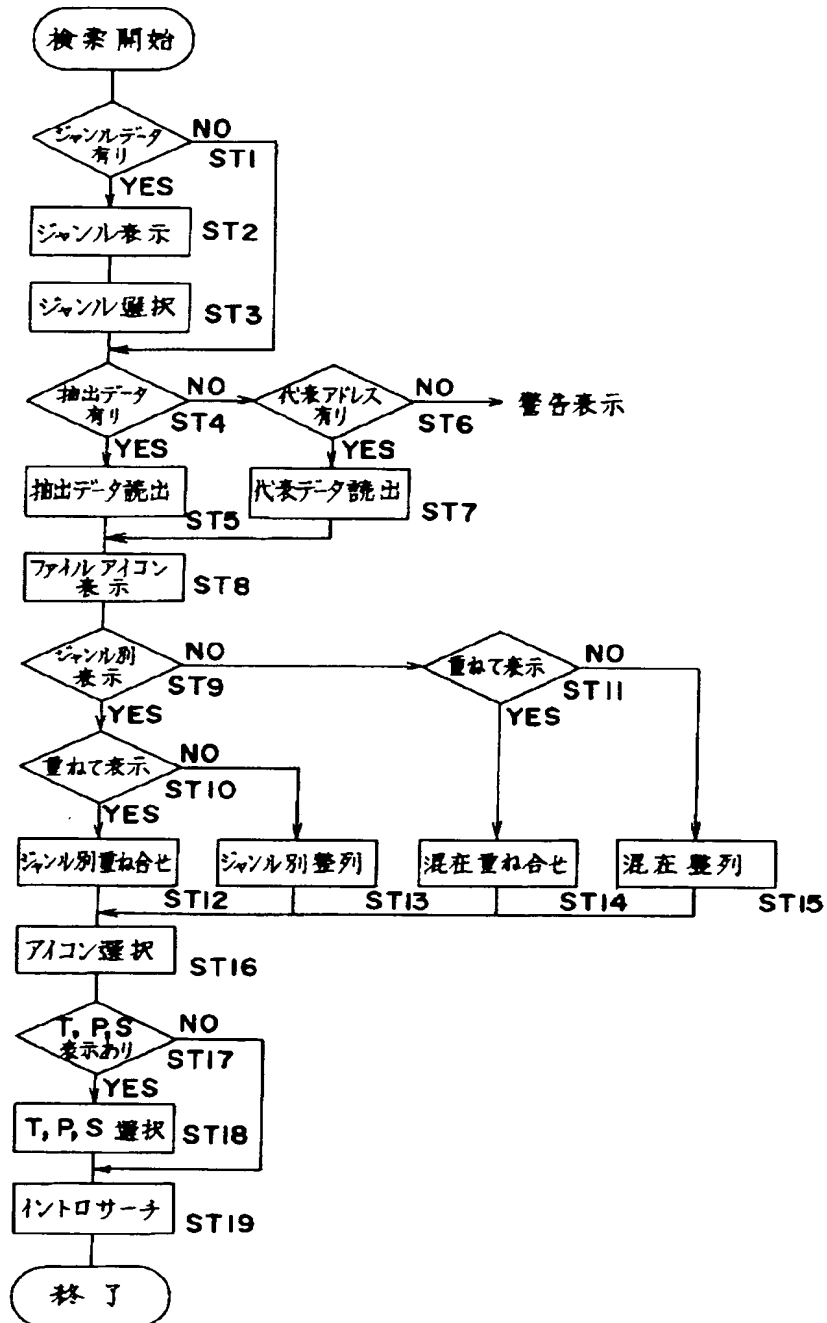 検索開始
ジャンルデータ
有り
NO
ST1
YES
ジャンル表示
ST2
ジャンル選択
ST3
抽出データ
有り
NO
ST4
代表アドレス
有り
NO
ST6
警告表示
YES
YES
抽出データ読出
ST5
代表データ読出
ST7
ファイルアイコン
表示
ST8
ジャンル別
表示
NO
ST9
重ねて表示
NO
ST11
YES
YES
重ねて表示
NO
ST10
YES
ジャンル別重ね合せ
ST12
ジャンル別整列
ST13
混在重ね合せ
ST14
混在整列
ST15
アイコン選択
ST16
T,P,S
表示あり
NO
ST17
YES
T,P,S 選択
ST18
イントロサーチ
ST19
終了